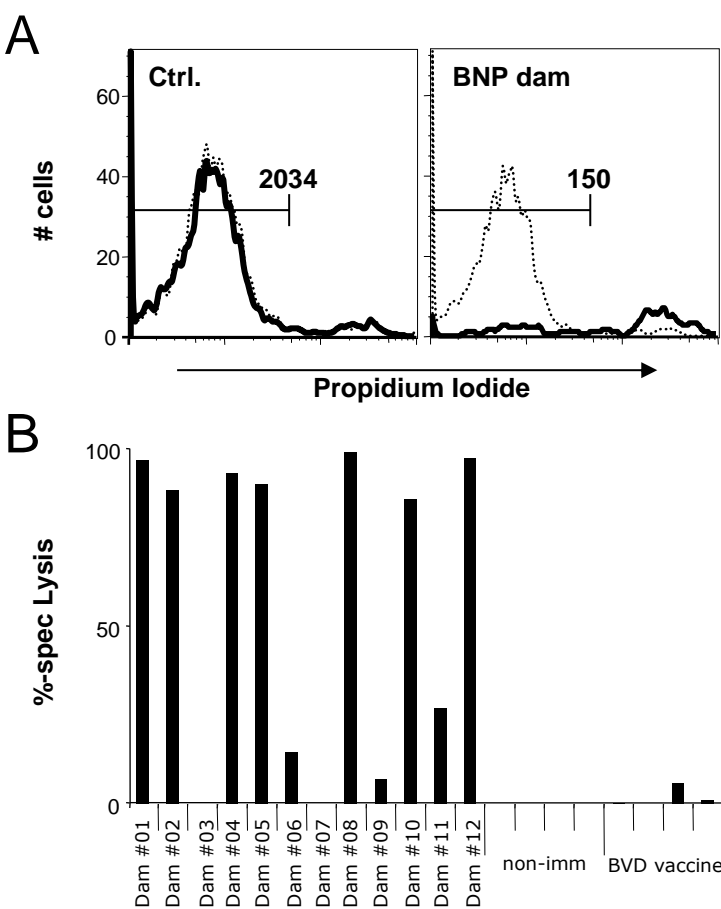 A
Ctrl.
BNP dam
60
40
20
0
# cells
2034
150
Propidium Iodide
B
100
50
0
%-spec Lysis
Dam #01
Dam #02
Dam #03
Dam #04
Dam #05
Dam #06
Dam #07
Dam #08
Dam #09
Dam #10
Dam #11
Dam #12
non-imm
BVD vaccine